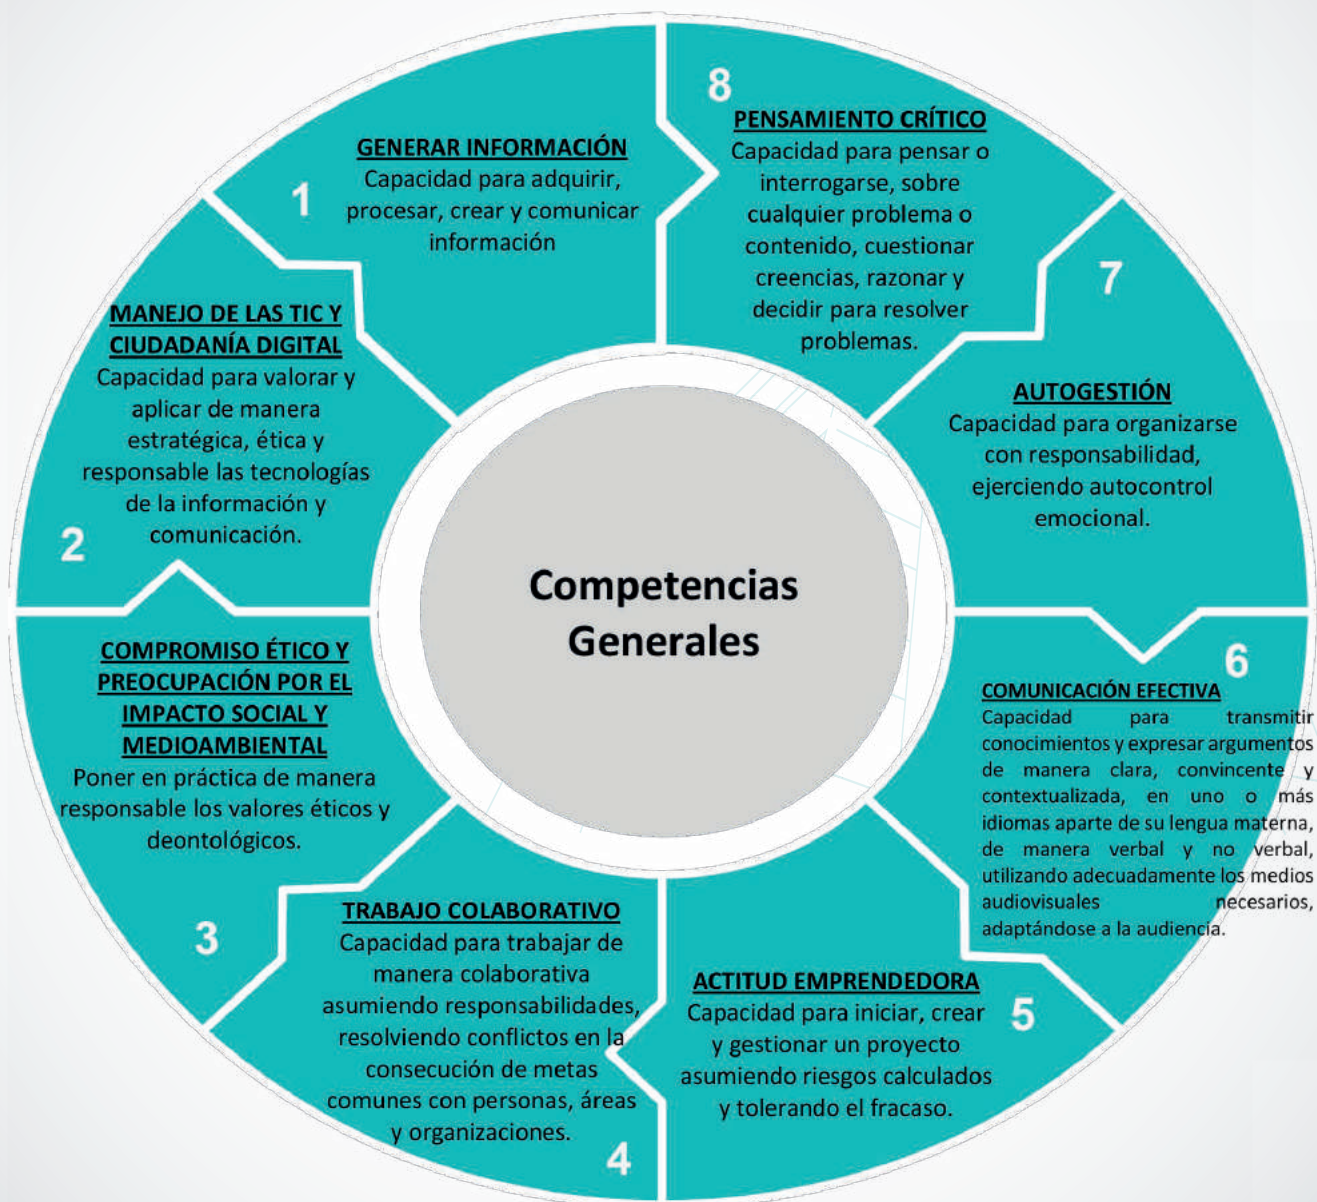 1
GENERAR INFORMACIÓN
Capacidad para adquirir,
procesar, crear y comunicar
información
2
MANEJO DE LAS TIC Y
CIUDADANÍA DIGITAL
Capacidad para valorar y
aplicar de manera
estratégica, ética y
responsable las tecnologías
de la información y
comunicación.
3
COMPROMISO ÉTICO Y
PREOCUPACIÓN POR EL
IMPACTO SOCIAL Y
MEDIOAMBIENTAL
Poner en práctica de manera
responsable los valores éticos y
deontológicos.
4
TRABAJO COLABORATIVO
Capacidad para trabajar de
manera colaborativa
asumiendo responsabilidades,
resolviendo conflictos en la
consecución de metas
comunes con personas, áreas
y organizaciones.
5
ACTITUD EMPRENDEDORA
Capacidad para iniciar, crear
y gestionar un proyecto
asumiendo riesgos calculados
y tolerando el fracaso.
6
COMUNICACIÓN EFECTIVA
Capacidad para transmitir
conocimientos y expresar argumentos
de manera clara, convincente y
contextualizada, en uno o más
idiomas aparte de su lengua materna,
de manera verbal y no verbal,
utilizando adecuadamente los medios
audiovisuales necesarios,
adaptándose a la audiencia.
7
AUTOGESTIÓN
Capacidad para organizarse
con responsabilidad,
ejerciendo autocontrol
emocional.
8
PENSAMIENTO CRÍTICO
Capacidad para pensar o
interrogarse, sobre
cualquier problema o
contenido, cuestionar
creencias, razonar y
decidir para resolver
problemas.
Competencias
Generales